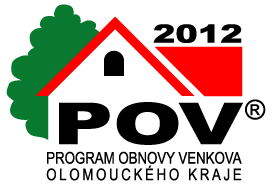 2012
POV®
PROGRAM OBNOVY VENKOVA
OLOMOUCKÉHO KRAJE